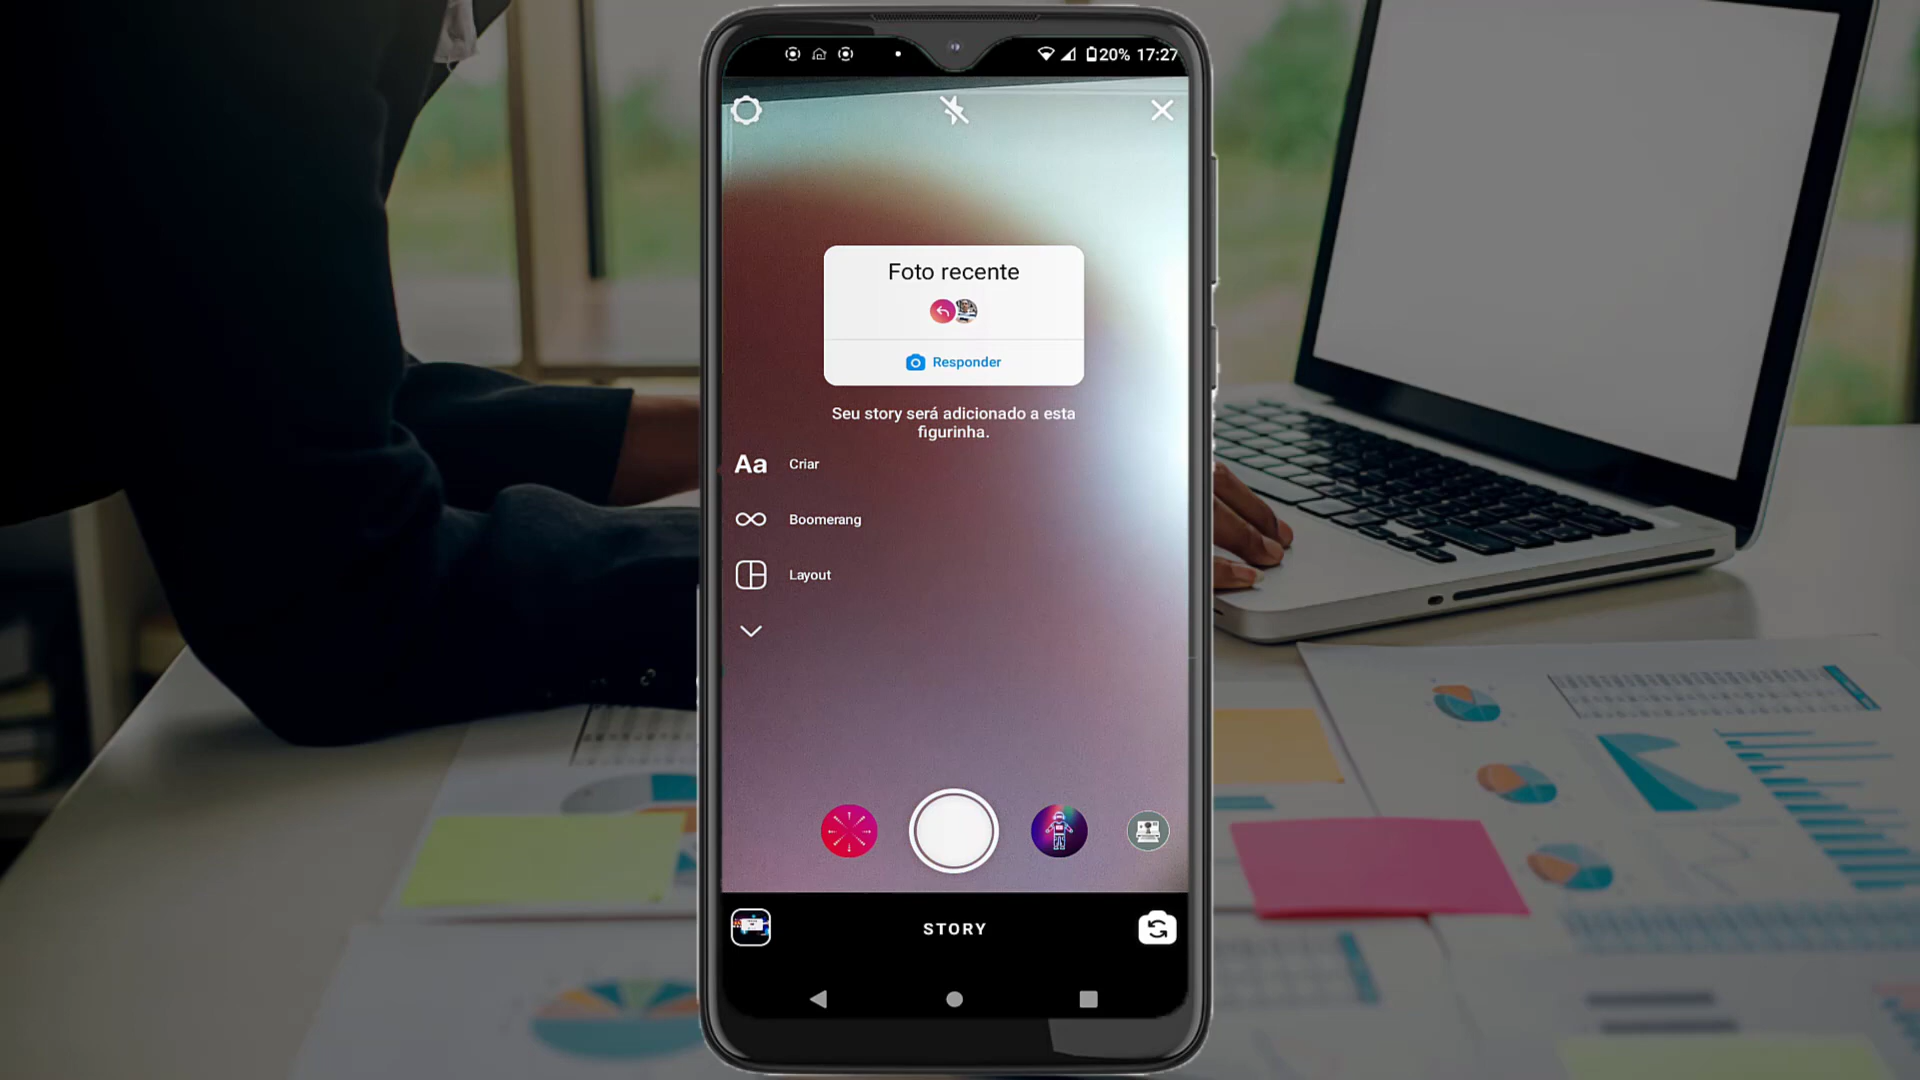 20% 17:27
Foto recente
Responder
Seu story será adicionado a esta
figurinha.
Aa Criar
Boomerang
Layout
STORY